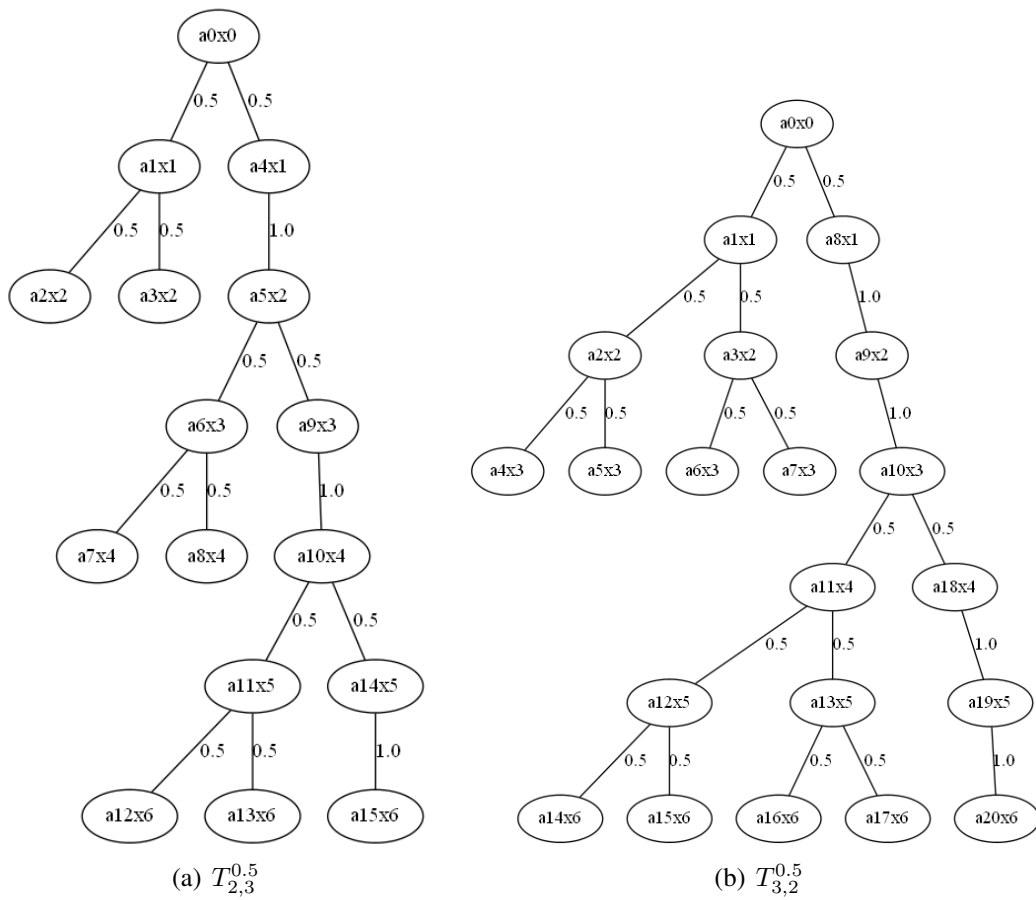 a0x0
0.5 0.5
a1x1 a4x1
0.5 0.5 1.0
a2x2 a3x2 a5x2
0.5 0.5
a6x3 a9x3
0.5 0.5 1.0
a7x4 a8x4 a10x4
0.5 0.5
a11x5 a14x5
0.5 0.5 1.0
a12x6 a13x6 a15x6
(a) $T_{2,3}^{0.5}$
a0x0
0.5 0.5
a1x1 a8x1
0.5 0.5 1.0
a2x2 a3x2 a9x2
0.5 0.5 0.5 0.5 1.0
a4x3 a5x3 a6x3 a7x3 a10x3
0.5 0.5
a11x4 a18x4
0.5 0.5 1.0
a12x5 a13x5 a19x5
0.5 0.5 0.5 0.5 1.0
a14x6 a15x6 a16x6 a17x6 a20x6
(b) $T_{3,2}^{0.5}$